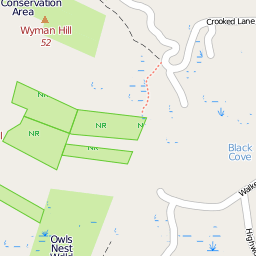 Conservation
Area
Wyman Hill
52
Crooked Lane
NR
NR
N
NR
NR
Black
Cove
Owls
Nest